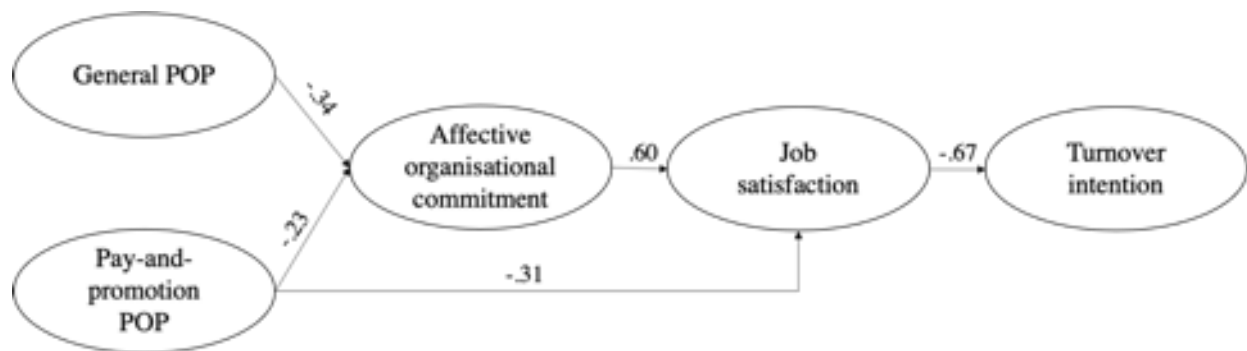 General POP
-.34
Affective
organisational
commitment
.60
Job
satisfaction
-.67
Turnover
intention
-.23
Pay-and-
promotion
POP
-.31